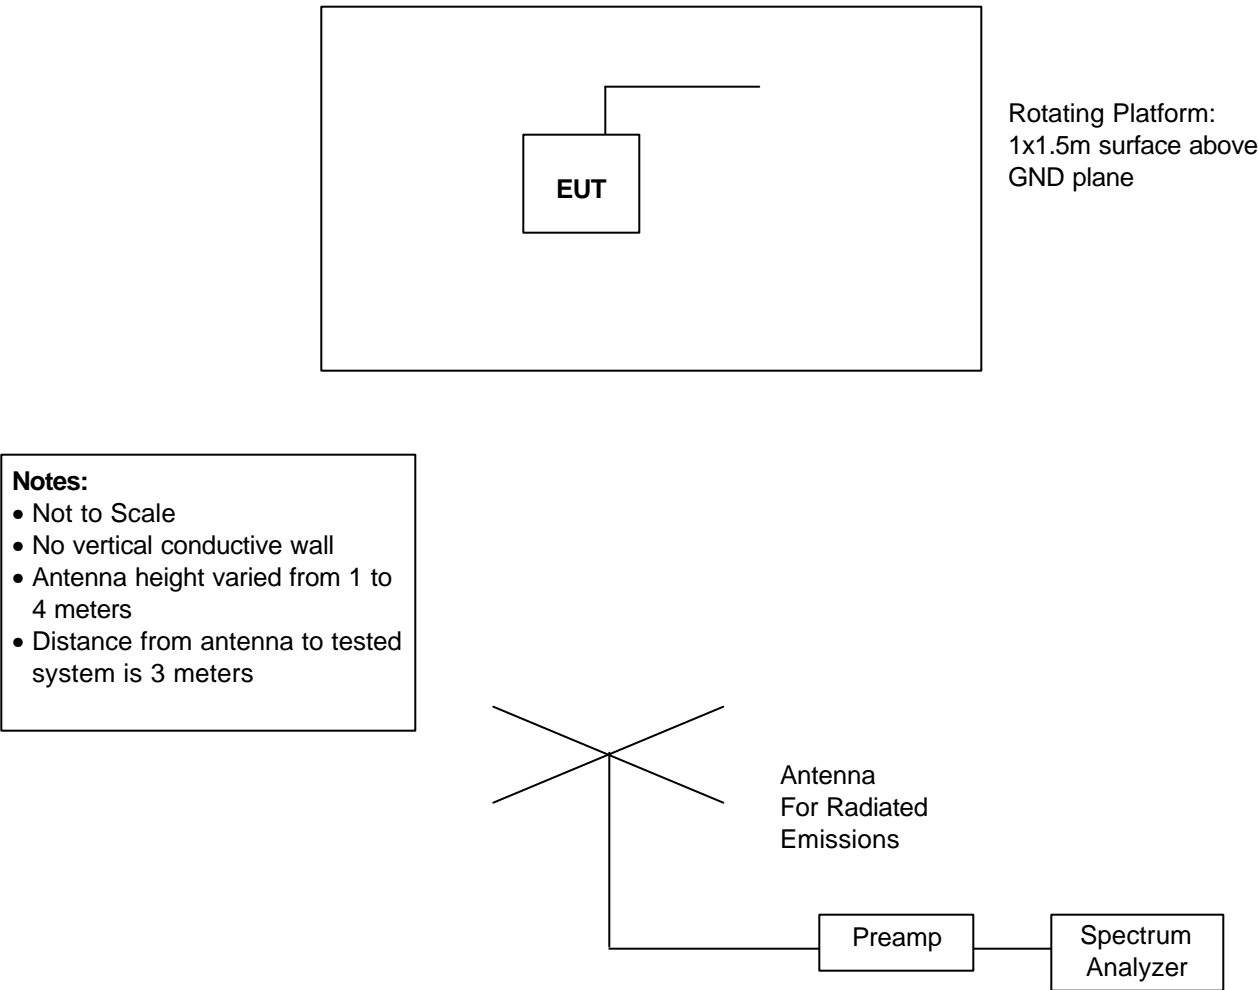 Rotating Platform:
1x1.5m surface above
GND plane
EUT
Notes:
• Not to Scale
• No vertical conductive wall
• Antenna height varied from 1 to
4 meters
• Distance from antenna to tested
system is 3 meters
Antenna
For Radiated
Emissions
Preamp
Spectrum
Analyzer